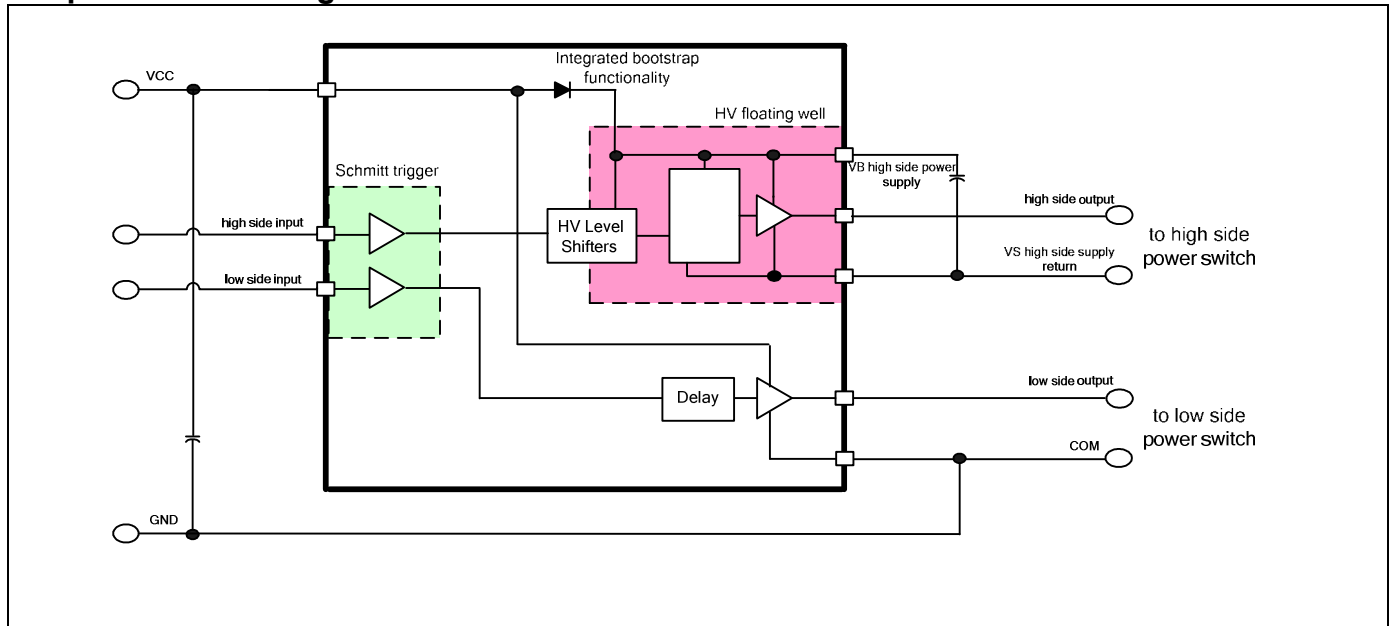 VCC
Integrated bootstrap
functionality
HV floating well
Schmitt trigger
VB high side power
supply
high side input
HV Level
Shifters
high side output
to high side
power switch
VS high side supply
return
low side input
low side output
Delay
to low side
power switch
COM
GND